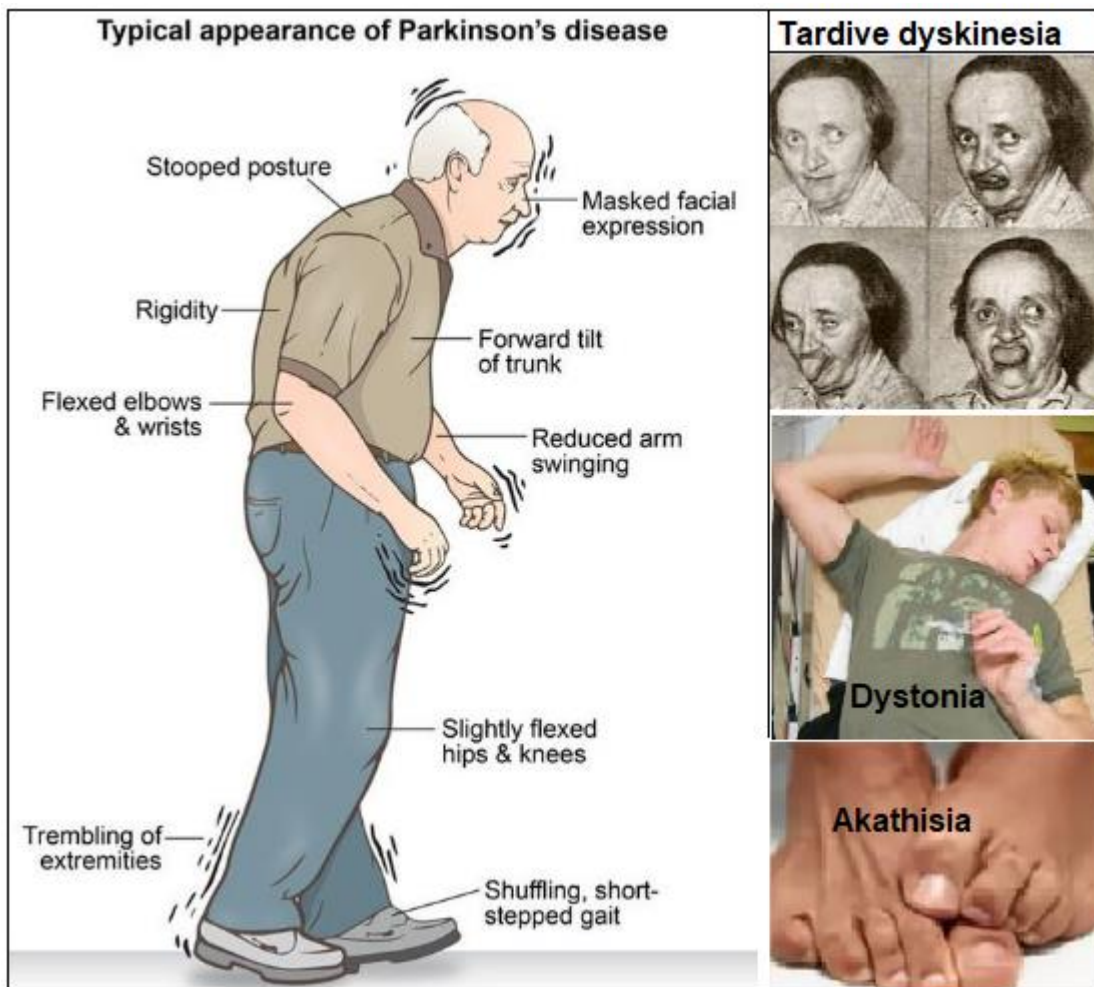 Typical appearance of Parkinson's disease
Stooped posture
Masked facial
expression
Rigidity
Forward tilt
of trunk
Flexed elbows
& wrists
Reduced arm
swinging
Slightly flexed
hips & knees
Trembling of
extremities
Shuffling, short-
stepped gait
Tardive dyskinesia
Dystonia
Akathisia